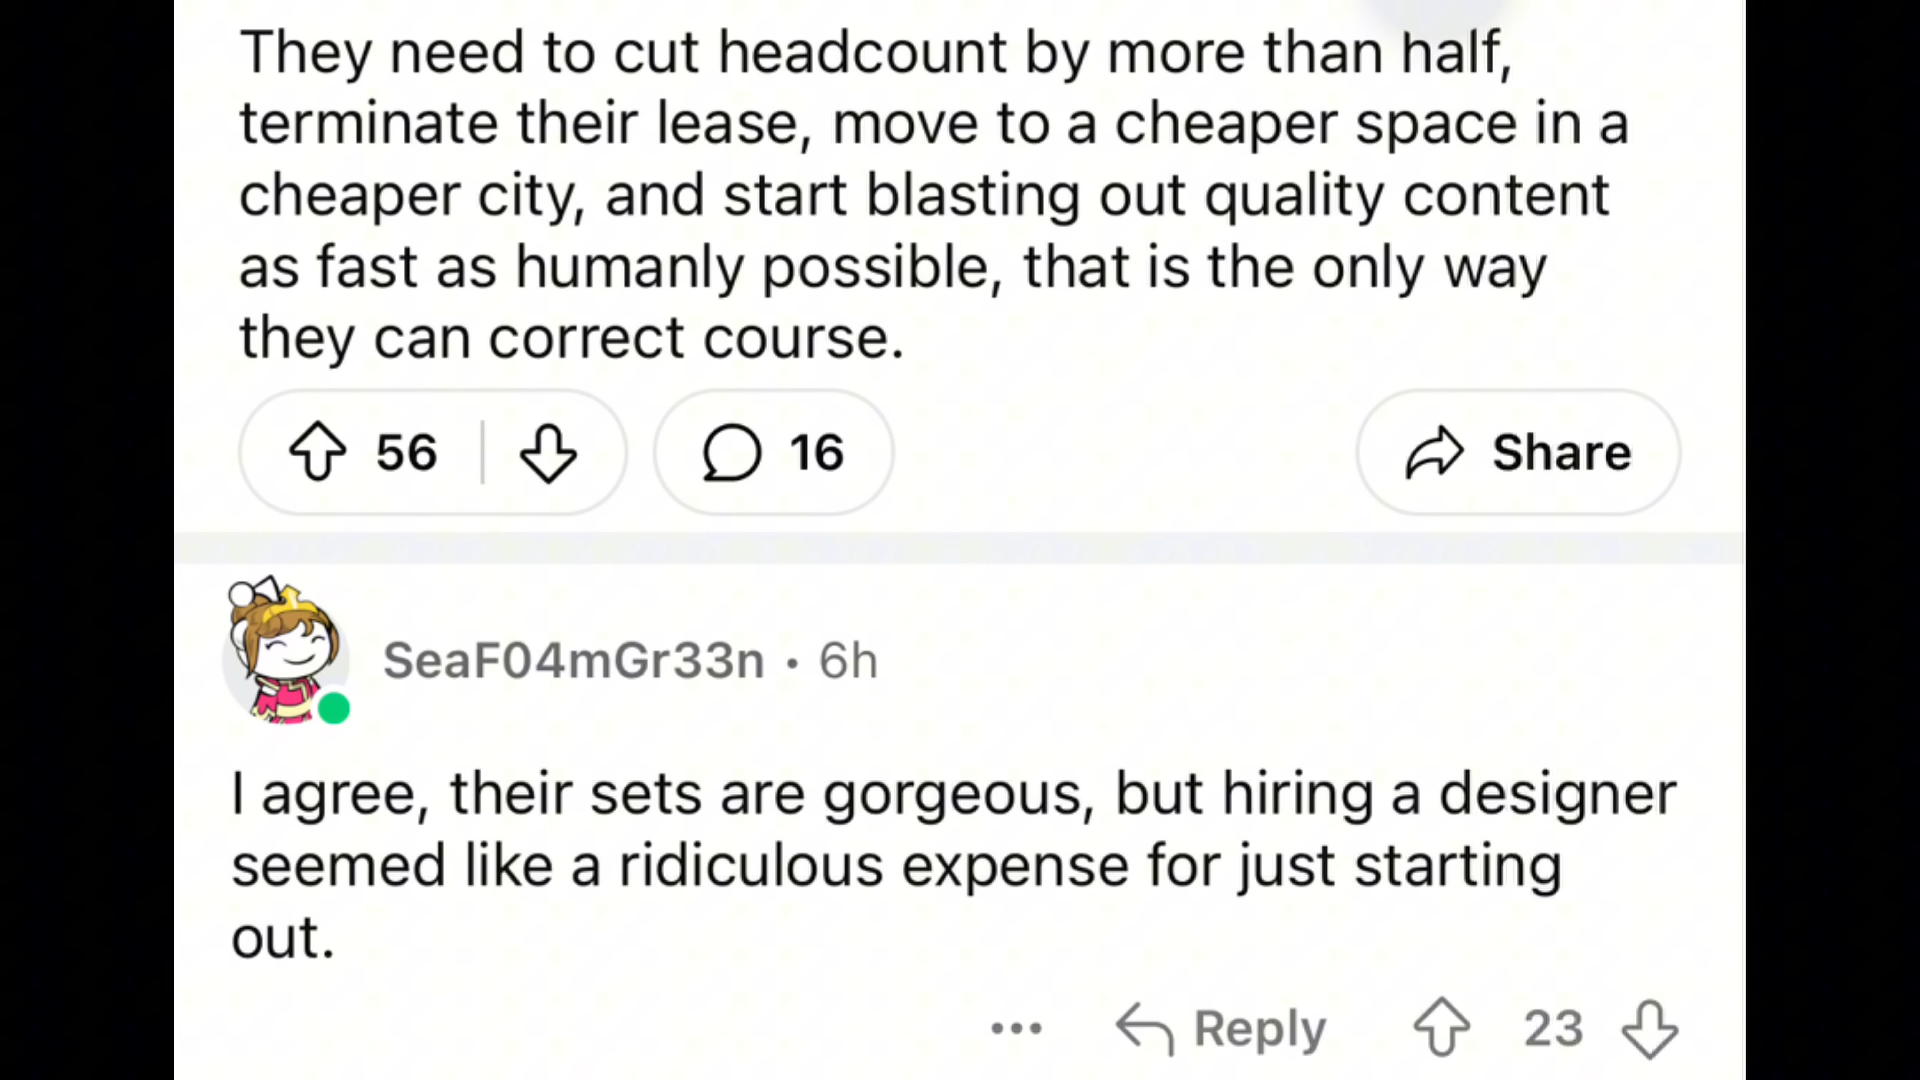 They need to cut headcount by more than half,
terminate their lease, move to a cheaper space in a
cheaper city, and start blasting out quality content
as fast as humanly possible, that is the only way
they can correct course.
56 16 Share
SeaF04mGr33n • 6h
I agree, their sets are gorgeous, but hiring a designer
seemed like a ridiculous expense for just starting
out.
... Reply 23